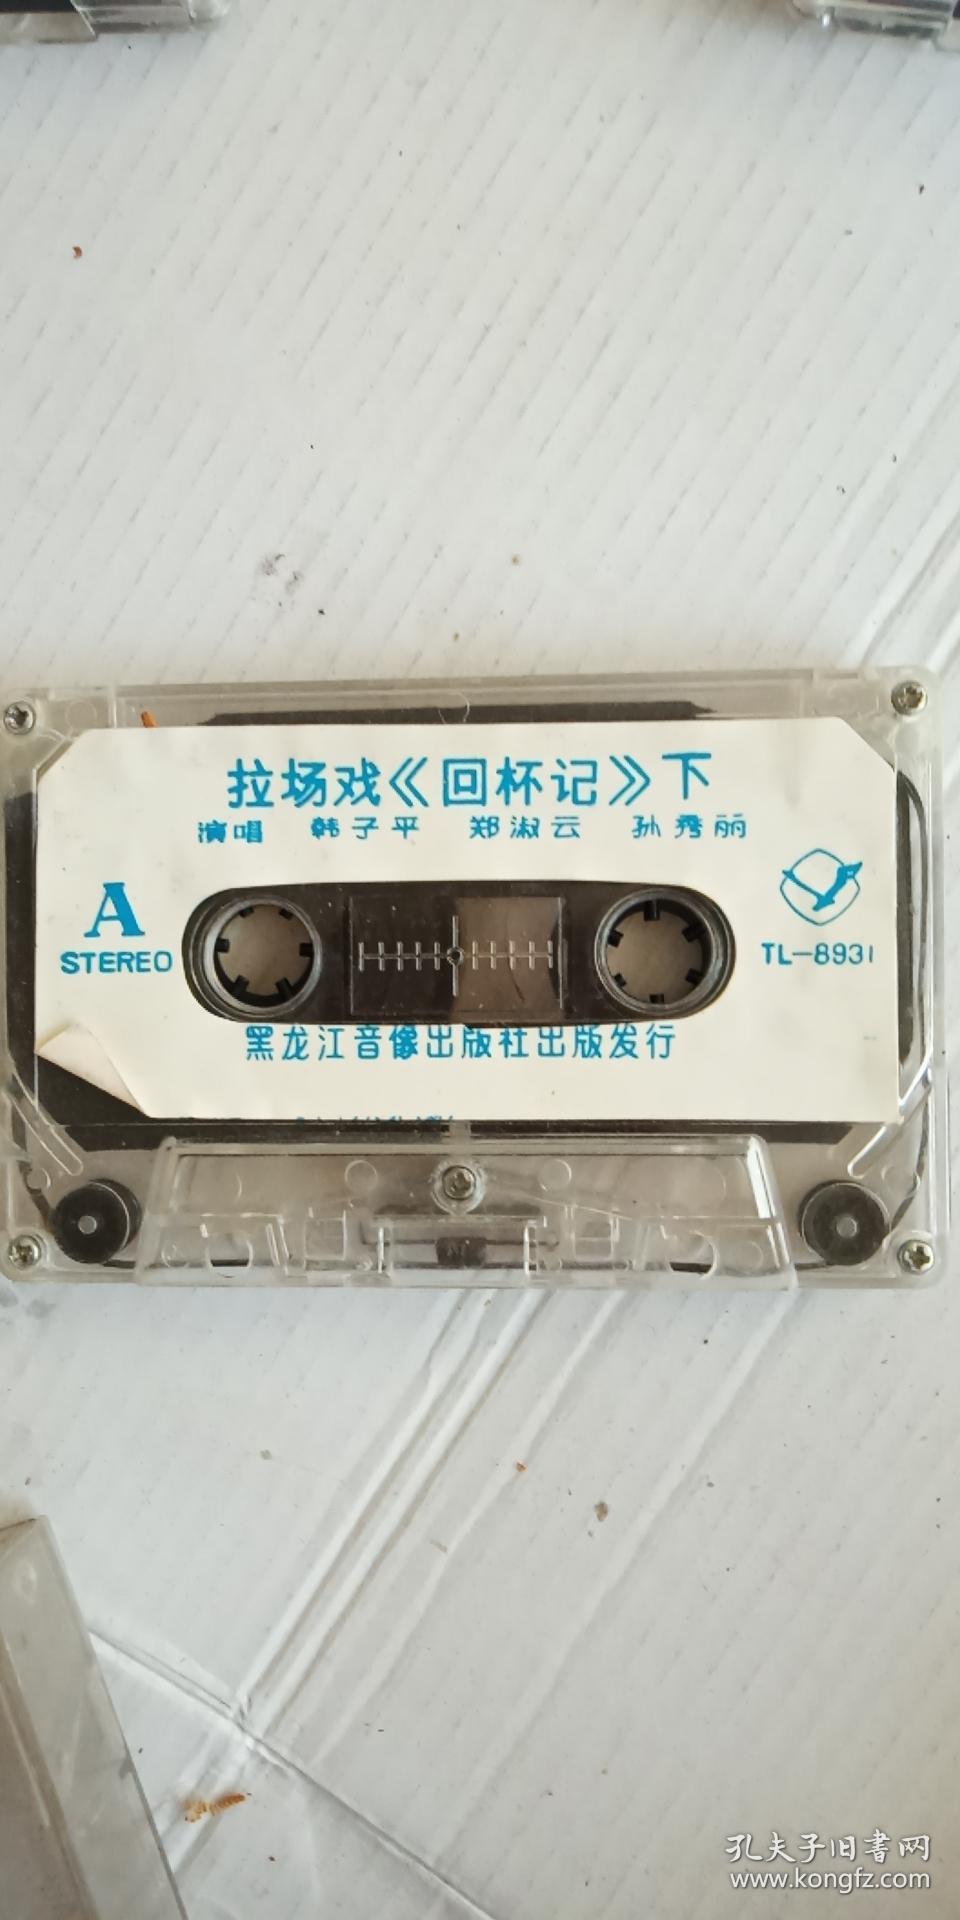 拉场戏《回杯记》下
演唱 韩子平 郑淑云 孙秀丽
A
STEREO
TL-8931
黑龙江音像出版社出版发行
孔夫子旧书网
www.kongfz.com